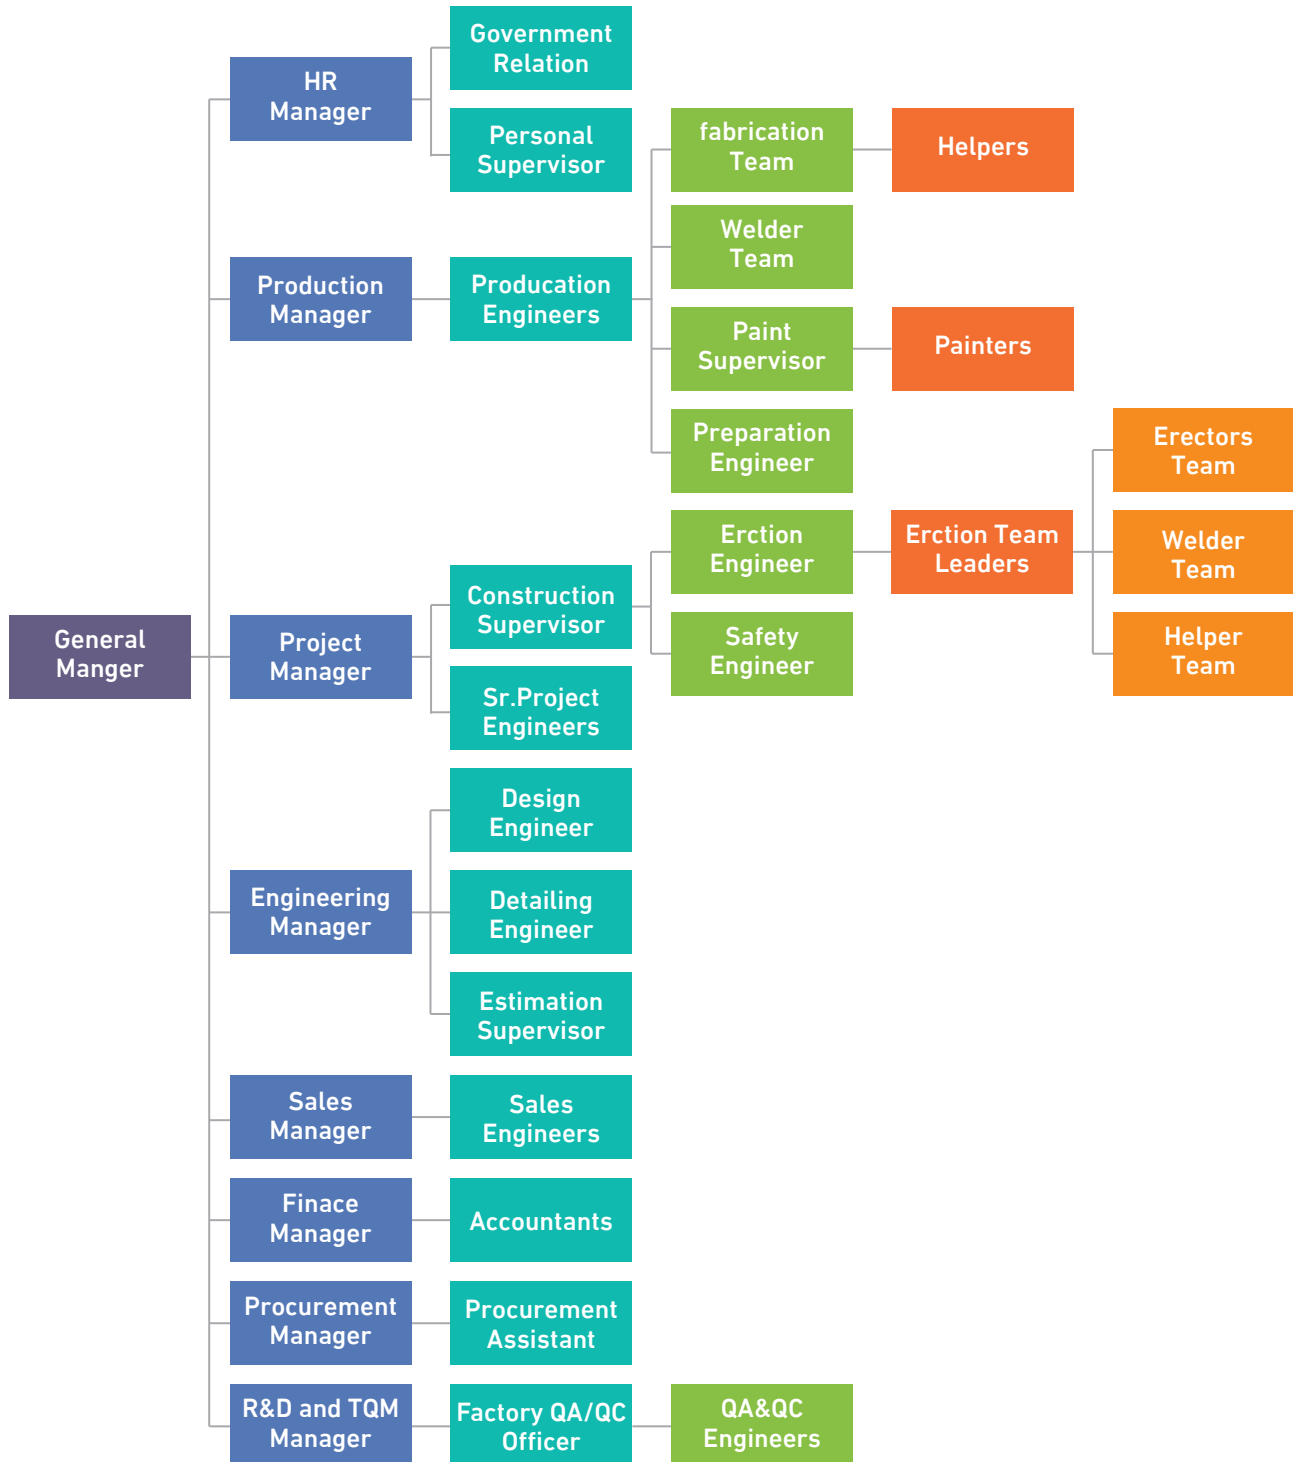 Government
Relation
HR
Manager
Personal
Supervisor
fabrication
Team
Helpers
Welder
Team
Production
Manager
Producation
Engineers
Paint
Supervisor
Painters
Preparation
Engineer
Erectors
Team
Erction
Engineer
Erction Team
Leaders
Welder
Team
Construction
Supervisor
General
Manger
Project
Manager
Safety
Engineer
Helper
Team
Sr.Project
Engineers
Design
Engineer
Engineering
Manager
Detailing
Engineer
Estimation
Supervisor
Sales
Manager
Sales
Engineers
Finace
Manager
Accountants
Procurement
Manager
Procurement
Assistant
R&D and TQM
Manager
Factory QA/QC
Officer
QA&QC
Engineers